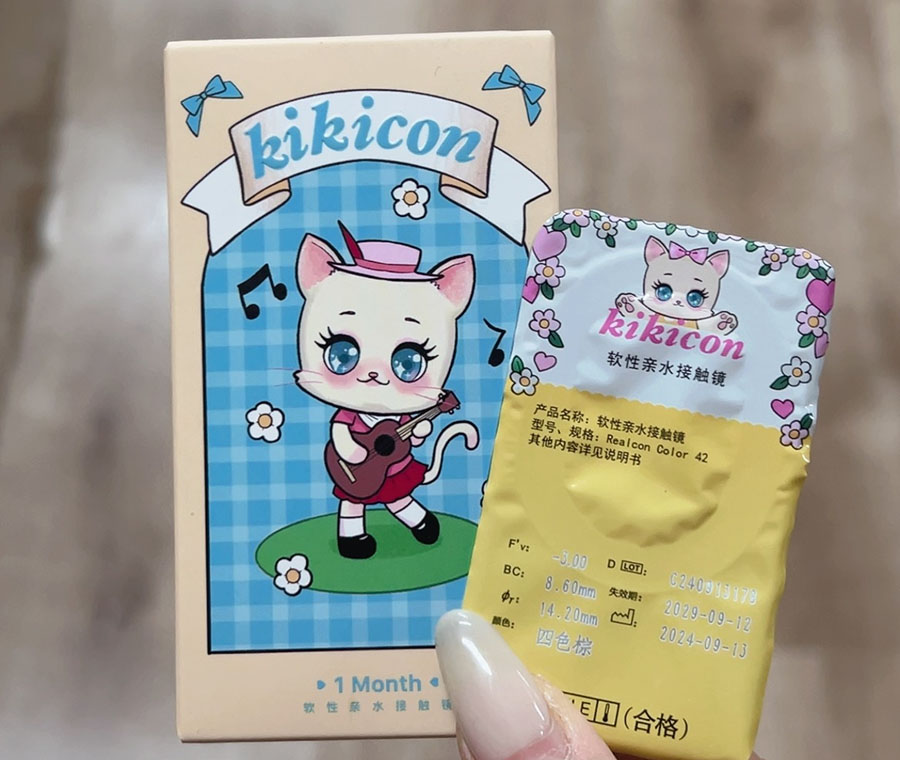 kikicon
1 Month
软性亲水接触镜
kikicon
软性亲水接触镜
产品名称：软性亲水接触镜
型号、规格：Realcon Color 42
其他内容详见说明书
F'v:
BC: 8.60mm
φr: 14.20mm
颜色: 四色棕
D LOT:
失效期: 2029-09-12
2024-09-13
(合格)